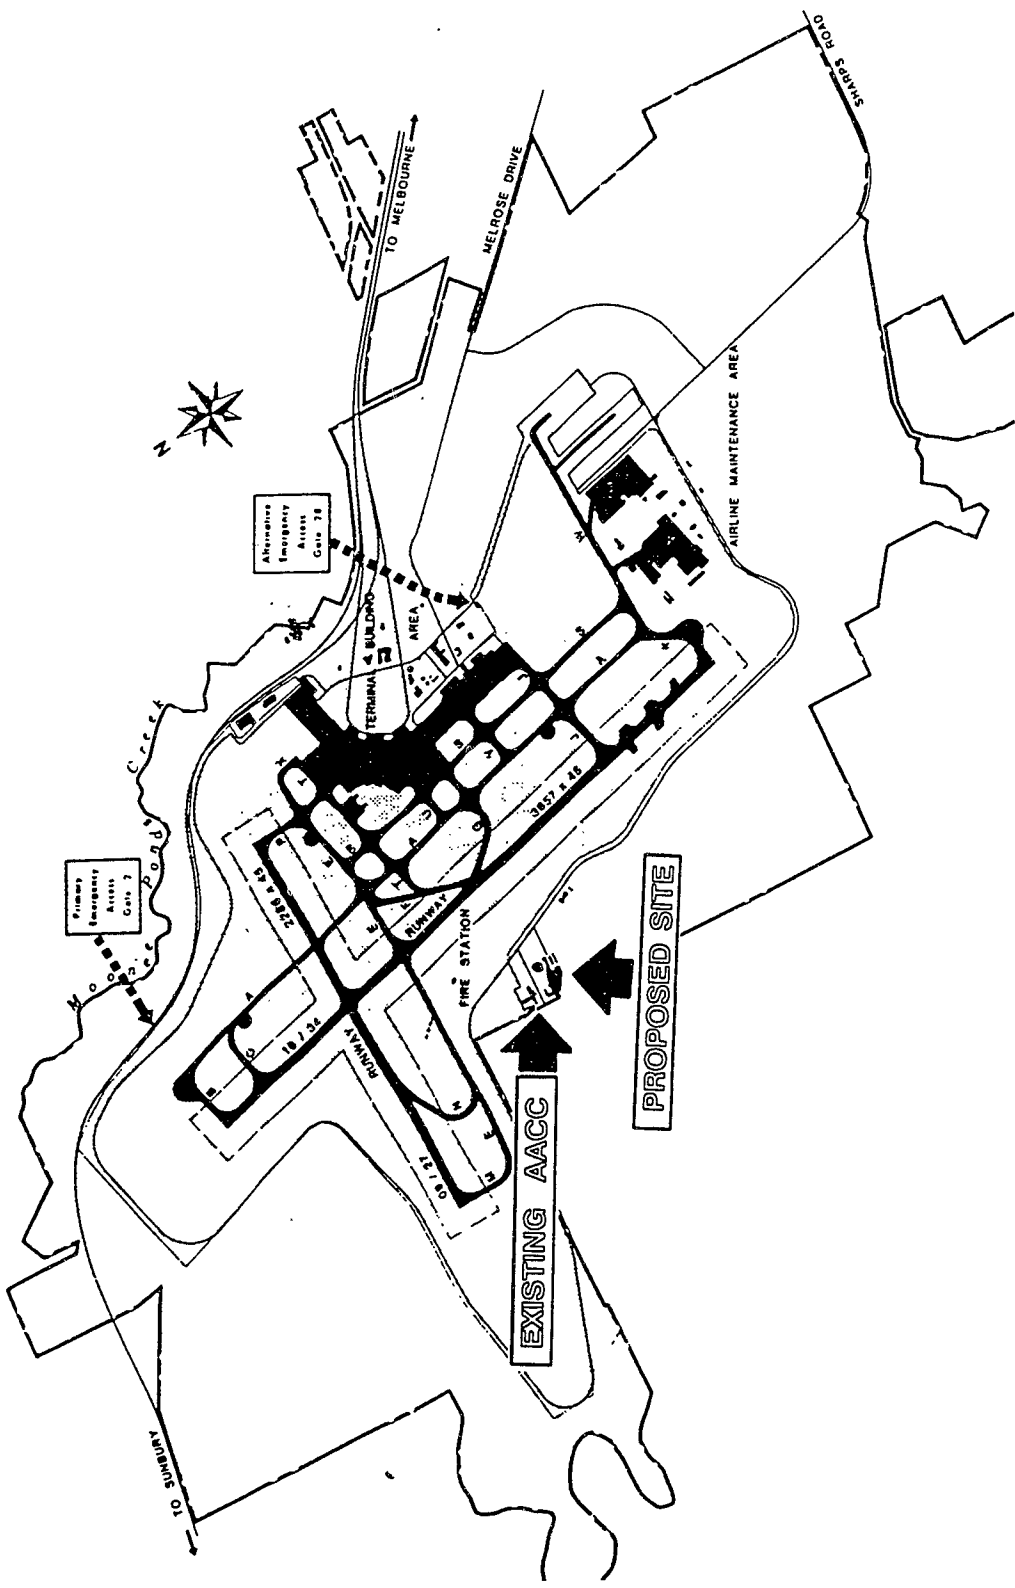 SHARPS ROAD
TO MELBOURNE
MELROSE DRIVE
N
AIRLINE MAINTENANCE AREA
Alternative
Emergency
Access
Gate 28
TERMINAL & BUILDING
AREA
Moonee Ponds Creek
Primary
Emergency
Access
Gate 7
2286 x 45
3657 x 45
RUNWAY
16 / 34
RUNWAY
09 / 27
FIRE STATION
EXISTING AACC
PROPOSED SITE
TO SUNBURY